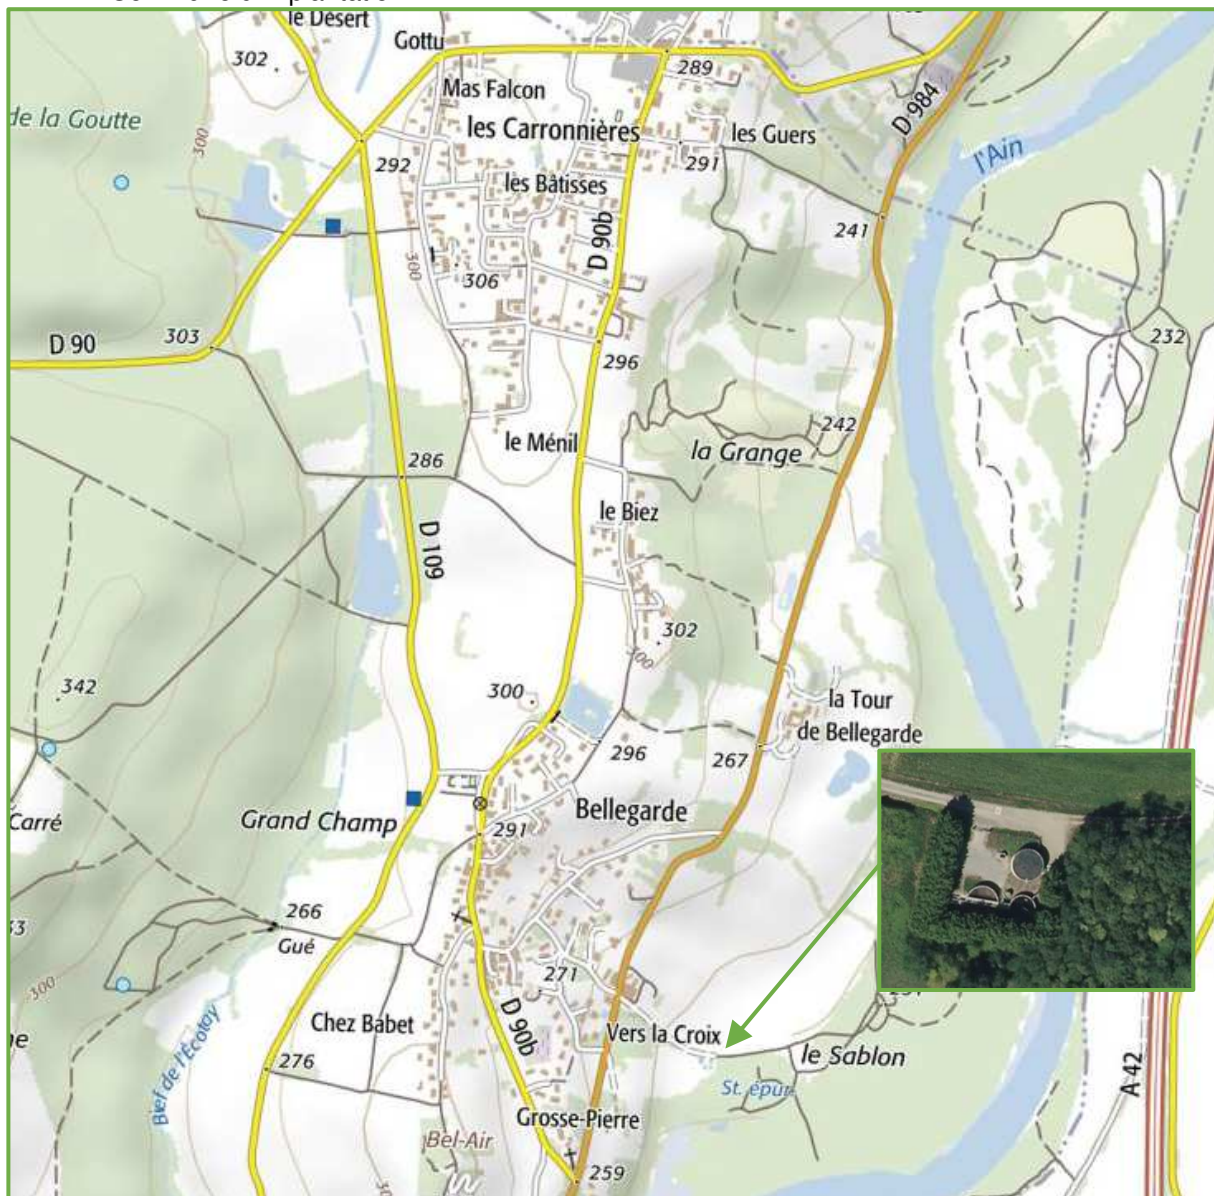 le Désert
Gottu
302
289
Mas Falcon
D 984
de la Goutte
300
les Carronnières
les Guers
l'Ain
292
291
les Bâtisses
241
D 90b
300
306
D 90
303
296
232
242
le Ménil
la Grange
286
le Biez
D 109
302
300
342
300
la Tour
de Bellegarde
296
267
Carré
Grand Champ
Bellegarde
291
33
266
Gué
271
300
Chez Babet
D 90b
Vers la Croix
le Sablon
Bief de l'Ecotay
276
St. épur.
A 42
Grosse-Pierre
Bel-Air
259